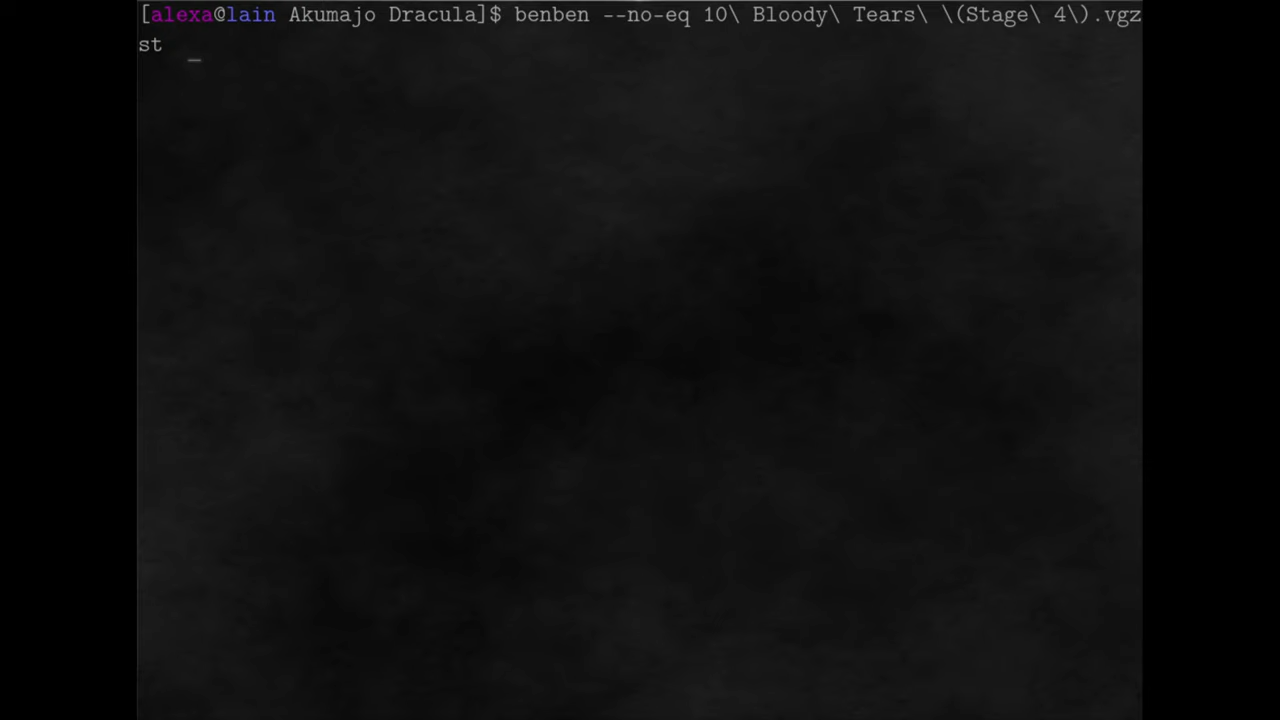 [alexa@lain Akumajo Dracula]$ benben --no-eq 10\ Bloody\ Tears\ \(Stage\ 4\).vgz
st